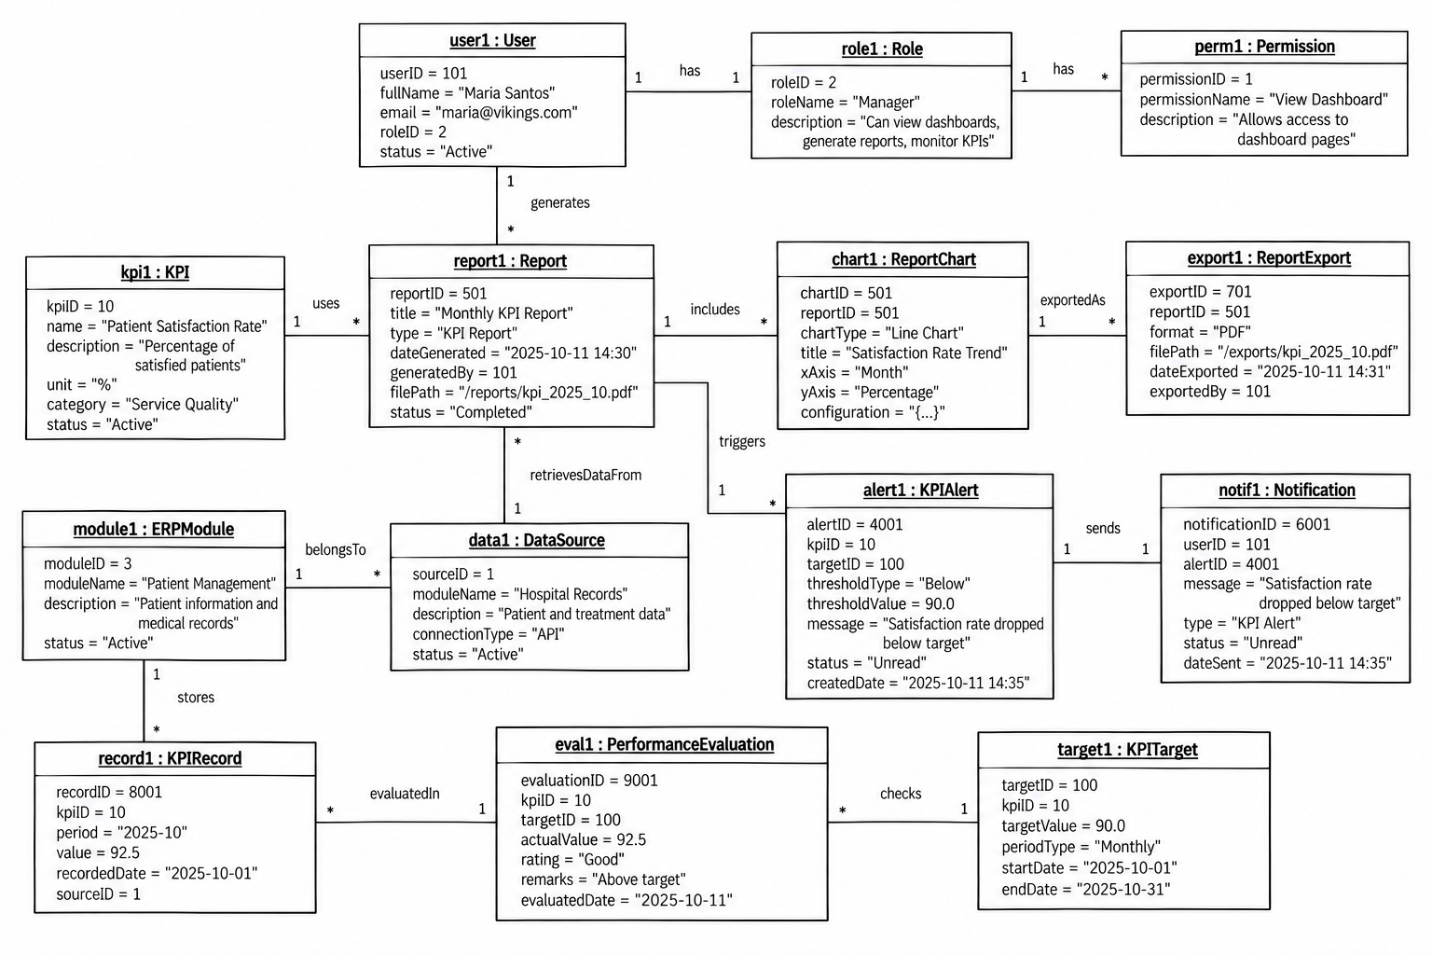 user1 : User
userID = 101
fullName = "Maria Santos"
email = "maria@vikings.com"
roleID = 2
status = "Active"
1
has
1
role1 : Role
roleID = 2
roleName = "Manager"
description = "Can view dashboards,
generate reports, monitor KPIs"
1
has
*
perm1 : Permission
permissionID = 1
permissionName = "View Dashboard"
description = "Allows access to
dashboard pages"
1
generates
*
kpi1 : KPI
kpiID = 10
name = "Patient Satisfaction Rate"
description = "Percentage of
satisfied patients"
unit = "%"
category = "Service Quality"
status = "Active"
uses
1
*
report1 : Report
reportID = 501
title = "Monthly KPI Report"
type = "KPI Report"
dateGenerated = "2025-10-11 14:30"
generatedBy = 101
filePath = "/reports/kpi_2025_10.pdf"
status = "Completed"
includes
1
*
chart1 : ReportChart
chartID = 501
reportID = 501
chartType = "Line Chart"
title = "Satisfaction Rate Trend"
xAxis = "Month"
yAxis = "Percentage"
configuration = "{...}"
exportedAs
1
*
export1 : ReportExport
exportID = 701
reportID = 501
format = "PDF"
filePath = "/exports/kpi_2025_10.pdf"
dateExported = "2025-10-11 14:31"
exportedBy = 101
*
retrievesDataFrom
1
triggers
1
*
module1 : ERPModule
moduleID = 3
moduleName = "Patient Management"
description = "Patient information and
medical records"
status = "Active"
belongsTo
1
*
data1 : DataSource
sourceID = 1
moduleName = "Hospital Records"
description = "Patient and treatment data"
connectionType = "API"
status = "Active"
alert1 : KPIAlert
alertID = 4001
kpiID = 10
targetID = 100
thresholdType = "Below"
thresholdValue = 90.0
message = "Satisfaction rate dropped
below target"
status = "Unread"
createdDate = "2025-10-11 14:35"
sends
1
1
notif1 : Notification
notificationID = 6001
userID = 101
alertID = 4001
message = "Satisfaction rate
dropped below target"
type = "KPI Alert"
status = "Unread"
dateSent = "2025-10-11 14:35"
1
stores
*
record1 : KPIRecord
recordID = 8001
kpiID = 10
period = "2025-10"
value = 92.5
recordedDate = "2025-10-01"
sourceID = 1
evaluatedIn
*
1
eval1 : PerformanceEvaluation
evaluationID = 9001
kpiID = 10
targetID = 100
actualValue = 92.5
rating = "Good"
remarks = "Above target"
evaluatedDate = "2025-10-11"
checks
*
1
target1 : KPITarget
targetID = 100
kpiID = 10
targetValue = 90.0
periodType = "Monthly"
startDate = "2025-10-01"
endDate = "2025-10-31"